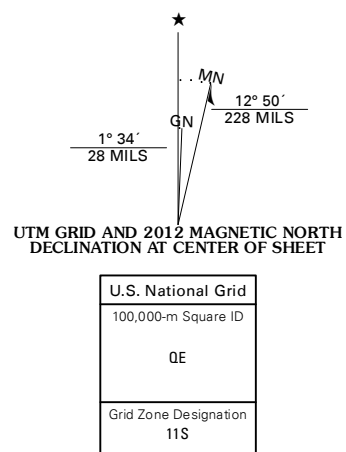 ★
MN
GN
12° 50´
228 MILS
1° 34´
28 MILS
UTM GRID AND 2012 MAGNETIC NORTH
DECLINATION AT CENTER OF SHEET
U.S. National Grid
100,000-m Square ID
QE
Grid Zone Designation
11S